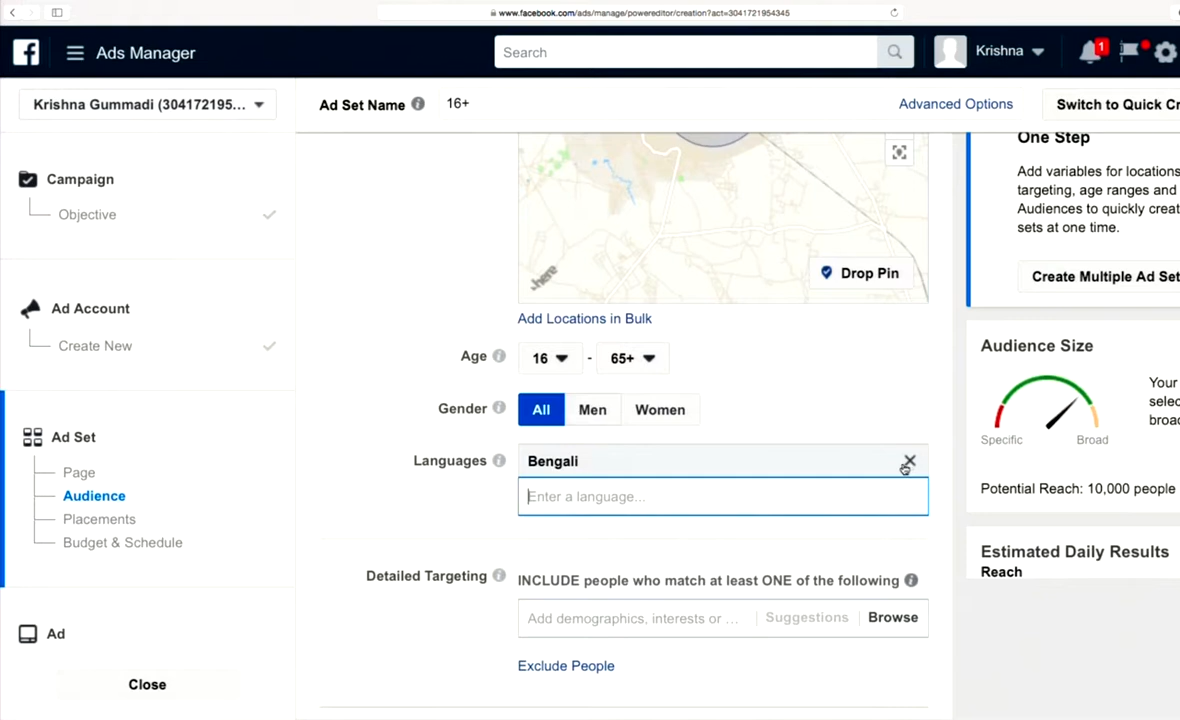 www.facebook.com/ads/manage/powereditor/creation?act=3041721954345
Ads Manager
Search
Krishna
1
Krishna Gummadi (304172195...
Ad Set Name
16+
Advanced Options
Switch to Quick Cr
Campaign
Objective
Ad Account
Create New
Ad Set
Page
Audience
Placements
Budget & Schedule
Ad
Close
here
Drop Pin
Add Locations in Bulk
Age
16
-
65+
Gender
All
Men
Women
Languages
Bengali
Enter a language...
Detailed Targeting
INCLUDE people who match at least ONE of the following
Add demographics, interests or ...
Suggestions
Browse
Exclude People
One Step
Add variables for locations
targeting, age ranges and
Audiences to quickly creat
sets at one time.
Create Multiple Ad Set
Audience Size
Specific
Broad
Your
selec
broad
Potential Reach: 10,000 people
Estimated Daily Results
Reach